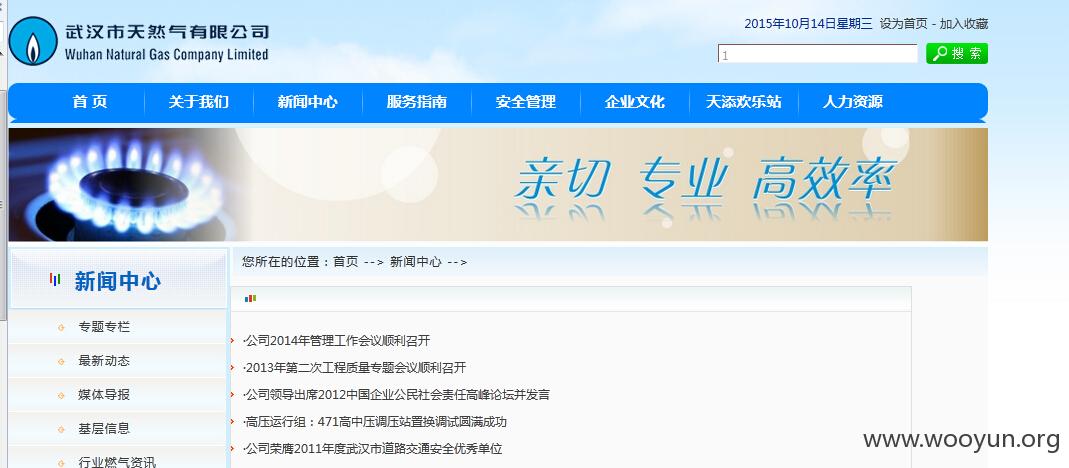 武汉市天然气有限公司
Wuhan Natural Gas Company Limited
2015年10月14日星期三 设为首页 - 加入收藏
1
搜 索
首 页 关于我们 新闻中心 服务指南 安全管理 企业文化 天添欢乐站 人力资源
亲切 专业 高效率
新闻中心
您所在的位置：首页 --> 新闻中心 -->
专题专栏
最新动态
媒体导报
基层信息
行业燃气资讯
·公司2014年管理工作会议顺利召开
·2013年第二次工程质量专题会议顺利召开
·公司领导出席2012中国企业公民社会责任高峰论坛并发言
·高压运行组：471高中压调压站置换调试圆满成功
·公司荣膺2011年度武汉市道路交通安全优秀单位
www.wooyun.org